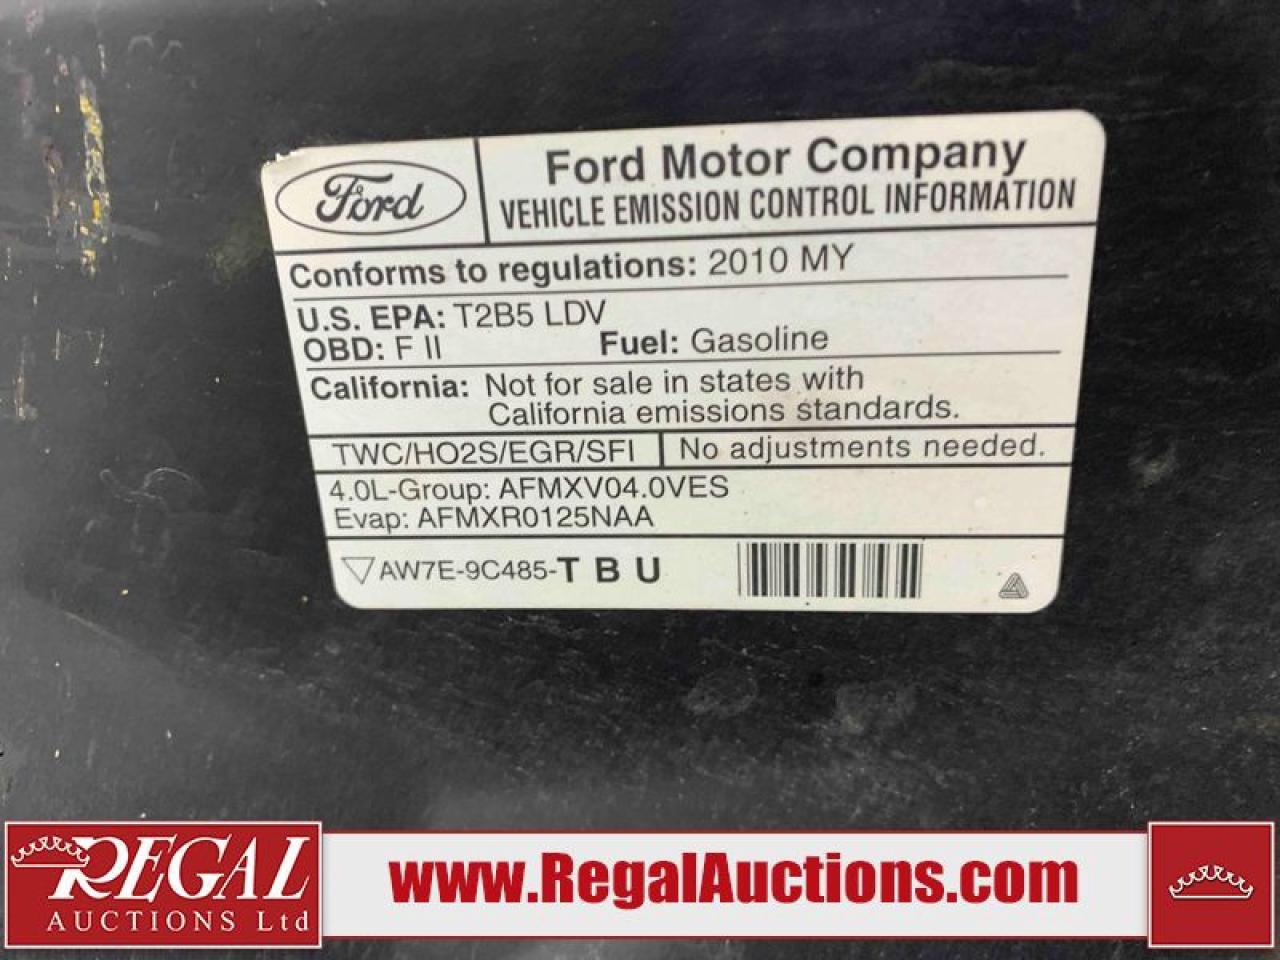 Ford
Ford Motor Company
VEHICLE EMISSION CONTROL INFORMATION
Conforms to regulations: 2010 MY
U.S. EPA: T2B5 LDV
OBD: F II Fuel: Gasoline
California: Not for sale in states with
California emissions standards.
TWC/HO2S/EGR/SFI No adjustments needed.
4.0L-Group: AFMXV04.0VES
Evap: AFMXR0125NAA
AW7E-9C485-T B U
REGAL
AUCTIONS Ltd
www.RegalAuctions.com